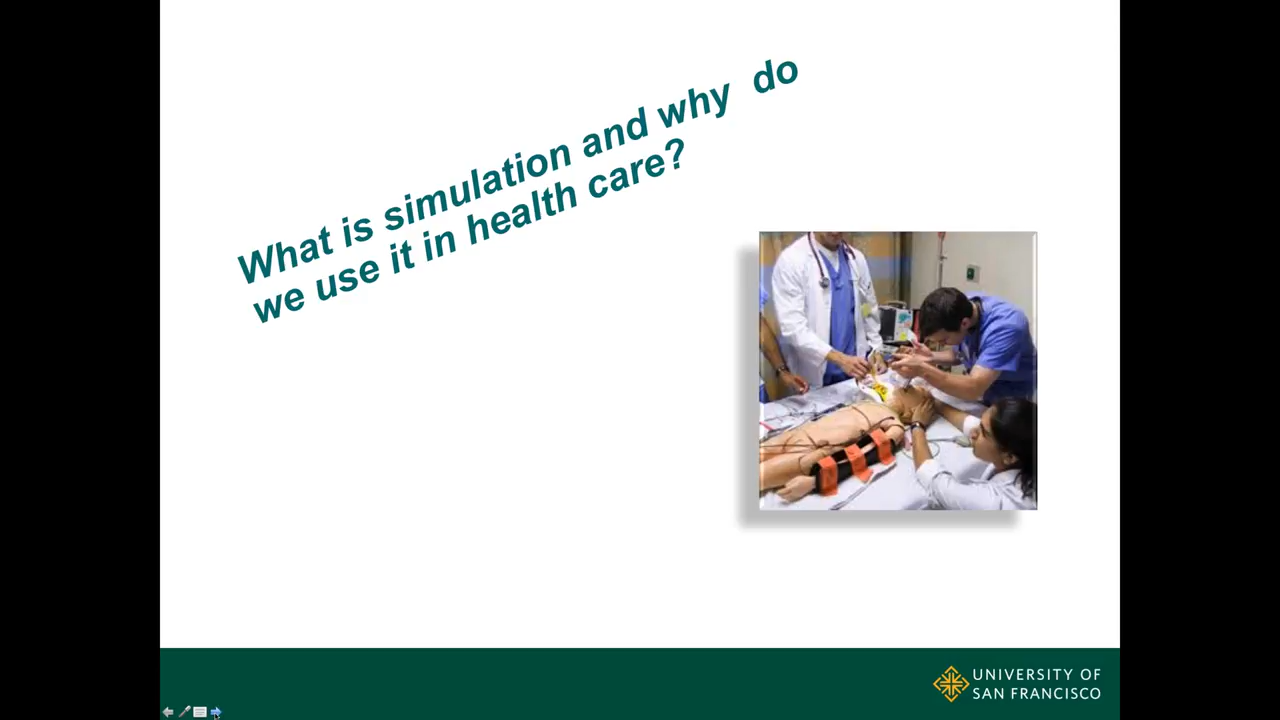 What is simulation and why do
we use it in health care?
UNIVERSITY OF
SAN FRANCISCO